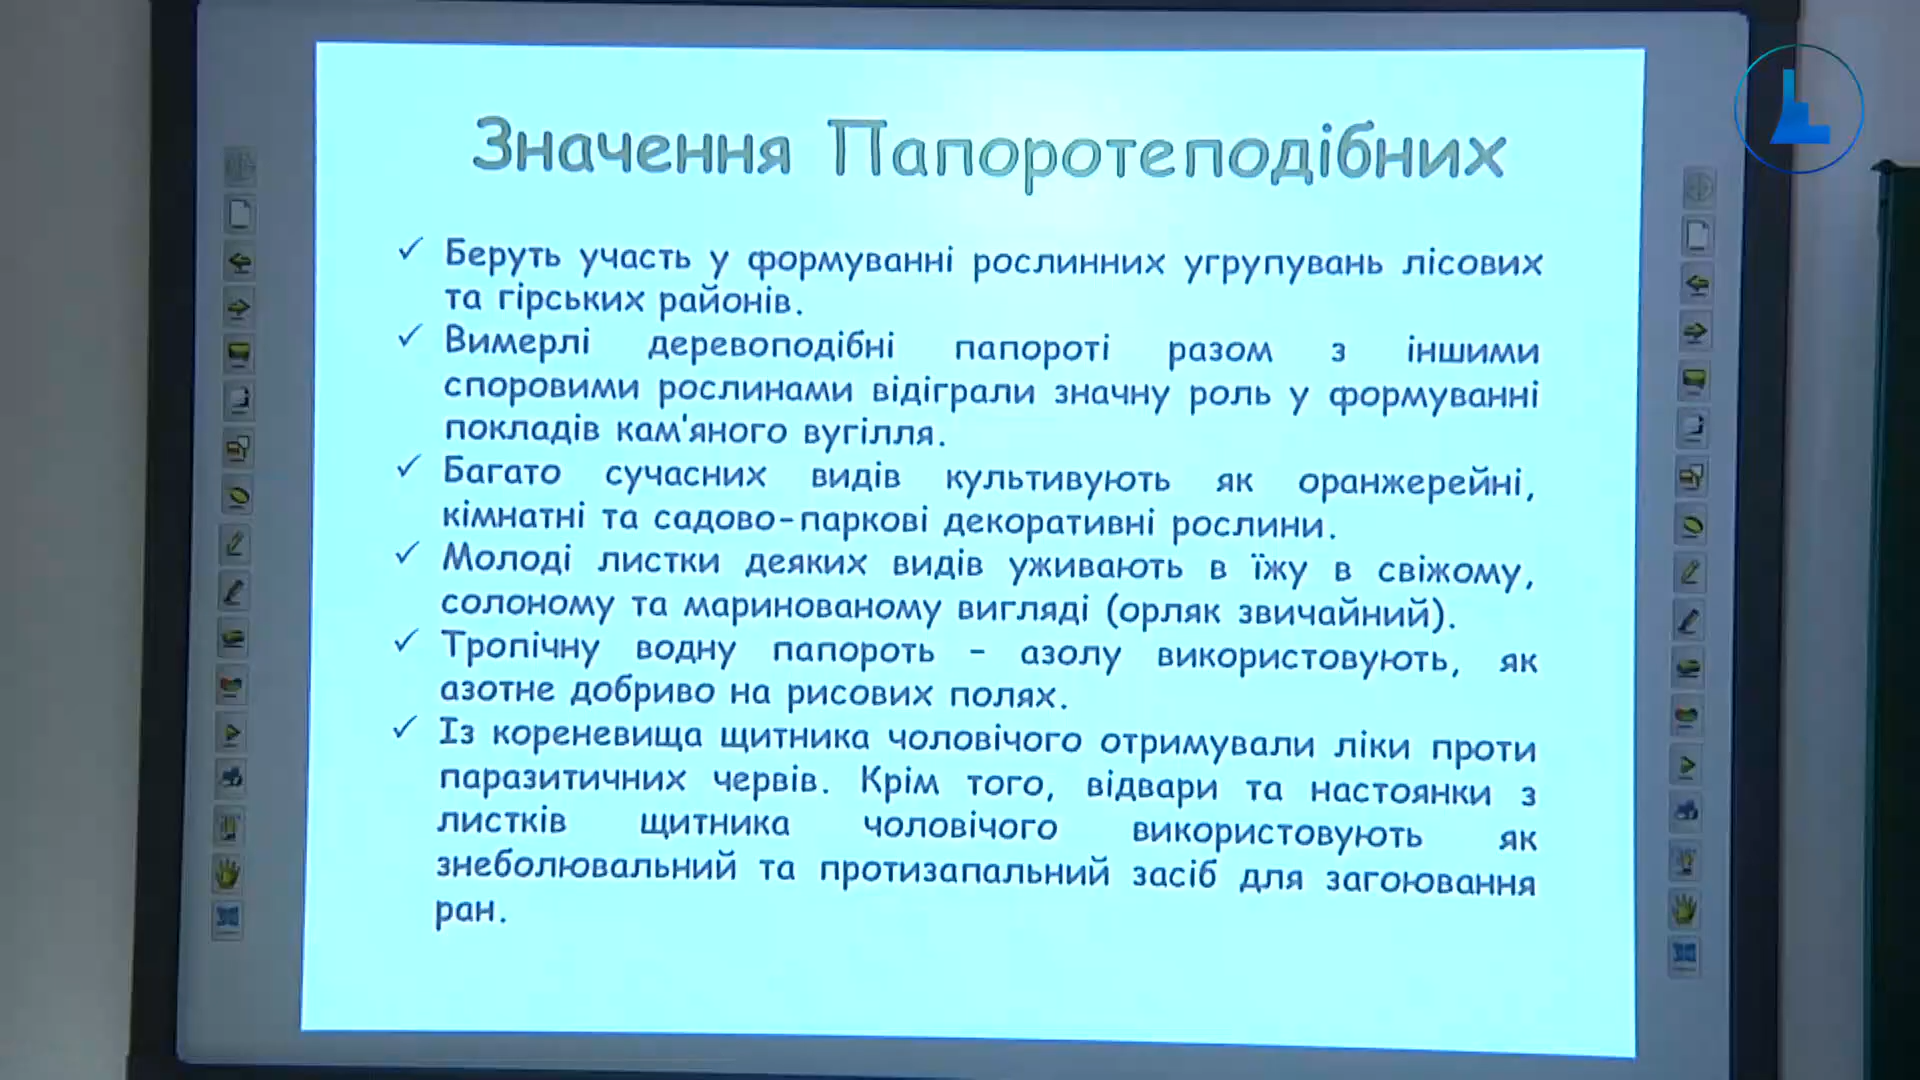 Значення Папоротеподібних
✓ Беруть участь у формуванні рослинних угрупувань лісових
та гірських районів.
✓ Вимерлі деревоподібні папороті разом з іншими
споровими рослинами відіграли значну роль у формуванні
покладів кам'яного вугілля.
✓ Багато сучасних видів культивують як оранжерейні,
кімнатні та садово-паркові декоративні рослини.
✓ Молоді листки деяких видів уживають в їжу в свіжому,
солоному та маринованому вигляді (орляк звичайний).
✓ Тропічну водну папороть – азолу використовують, як
азотне добриво на рисових полях.
✓ Із кореневища щитника чоловічого отримували ліки проти
паразитичних червів. Крім того, відвари та настоянки з
листків щитника чоловічого використовують як
знеболювальний та протизапальний засіб для загоювання
ран.
L